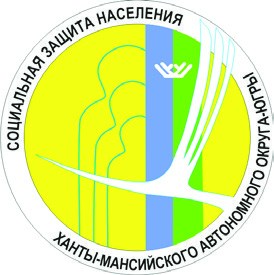 СОЦИАЛЬНАЯ ЗАЩИТА НАСЕЛЕНИЯ
ХАНТЫ-МАНСИЙСКОГО АВТОНОМНОГО ОКРУГА-ЮГРЫ